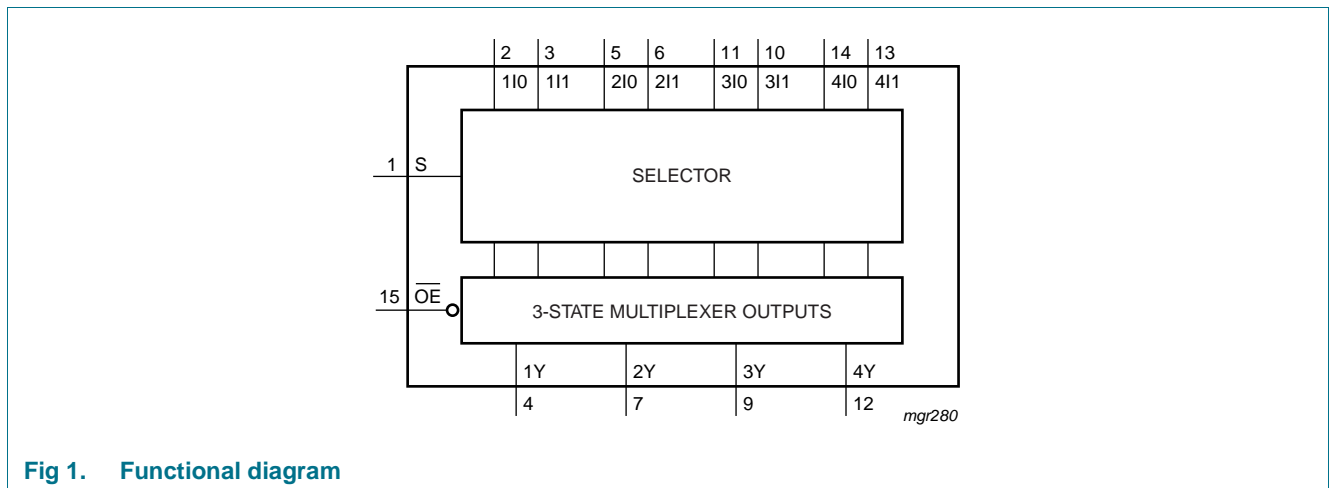 2 3 5 6 11 10 14 13
1I0 1I1 2I0 2I1 3I0 3I1 4I0 4I1
1 S
SELECTOR
15 O̅E̅
3-STATE MULTIPLEXER OUTPUTS
1Y 2Y 3Y 4Y
4 7 9 12
mgr280
Fig 1. Functional diagram